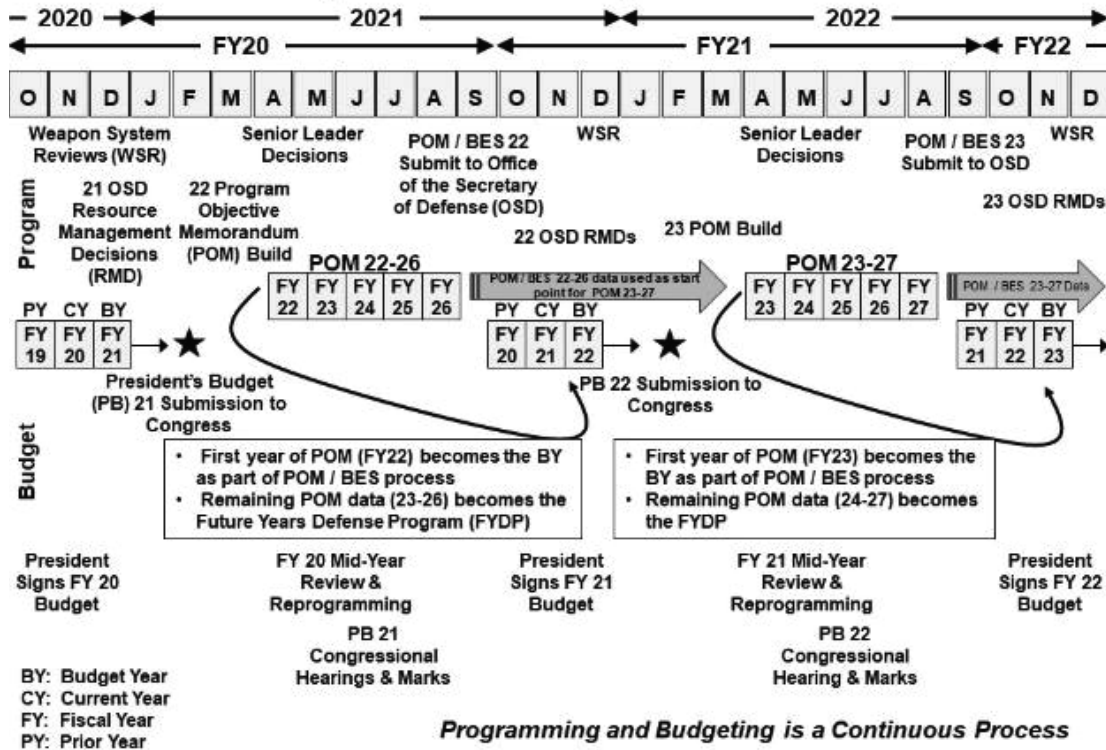 2020 2021 2022
FY20 FY21 FY22
O N D J F M A M J J A S O N D J F M A M J J A S O N D
Weapon System
Reviews (WSR)
Senior Leader
Decisions
POM / BES 22
Submit to Office
of the Secretary
of Defense (OSD)
WSR
Senior Leader
Decisions
POM / BES 23
Submit to OSD
WSR
Program
21 OSD
Resource
Management
Decisions
(RMD)
22 Program
Objective
Memorandum
(POM) Build
22 OSD RMDs
23 POM Build
23 OSD RMDs
POM 22-26
FY 22 FY 23 FY 24 FY 25 FY 26
POM / BES 22-26 data used as start
point for POM 23-27
POM 23-27
FY 23 FY 24 FY 25 FY 26 FY 27
POM / BES 23-27 Data
PY CY BY
FY 19 FY 20 FY 21
PY CY BY
FY 20 FY 21 FY 22
PY CY BY
FY 21 FY 22 FY 23
President's Budget
(PB) 21 Submission to
Congress
PB 22 Submission to
Congress
Budget
• First year of POM (FY22) becomes the BY
as part of POM / BES process
• Remaining POM data (23-26) becomes the
Future Years Defense Program (FYDP)
• First year of POM (FY23) becomes the
BY as part of POM / BES process
• Remaining POM data (24-27) becomes
the FYDP
President
Signs FY 20
Budget
FY 20 Mid-Year
Review &
Reprogramming
President
Signs FY 21
Budget
FY 21 Mid-Year
Review &
Reprogramming
President
Signs FY 22
Budget
PB 21
Congressional
Hearings & Marks
PB 22
Congressional
Hearing & Marks
BY: Budget Year
CY: Current Year
FY: Fiscal Year
PY: Prior Year
Programming and Budgeting is a Continuous Process